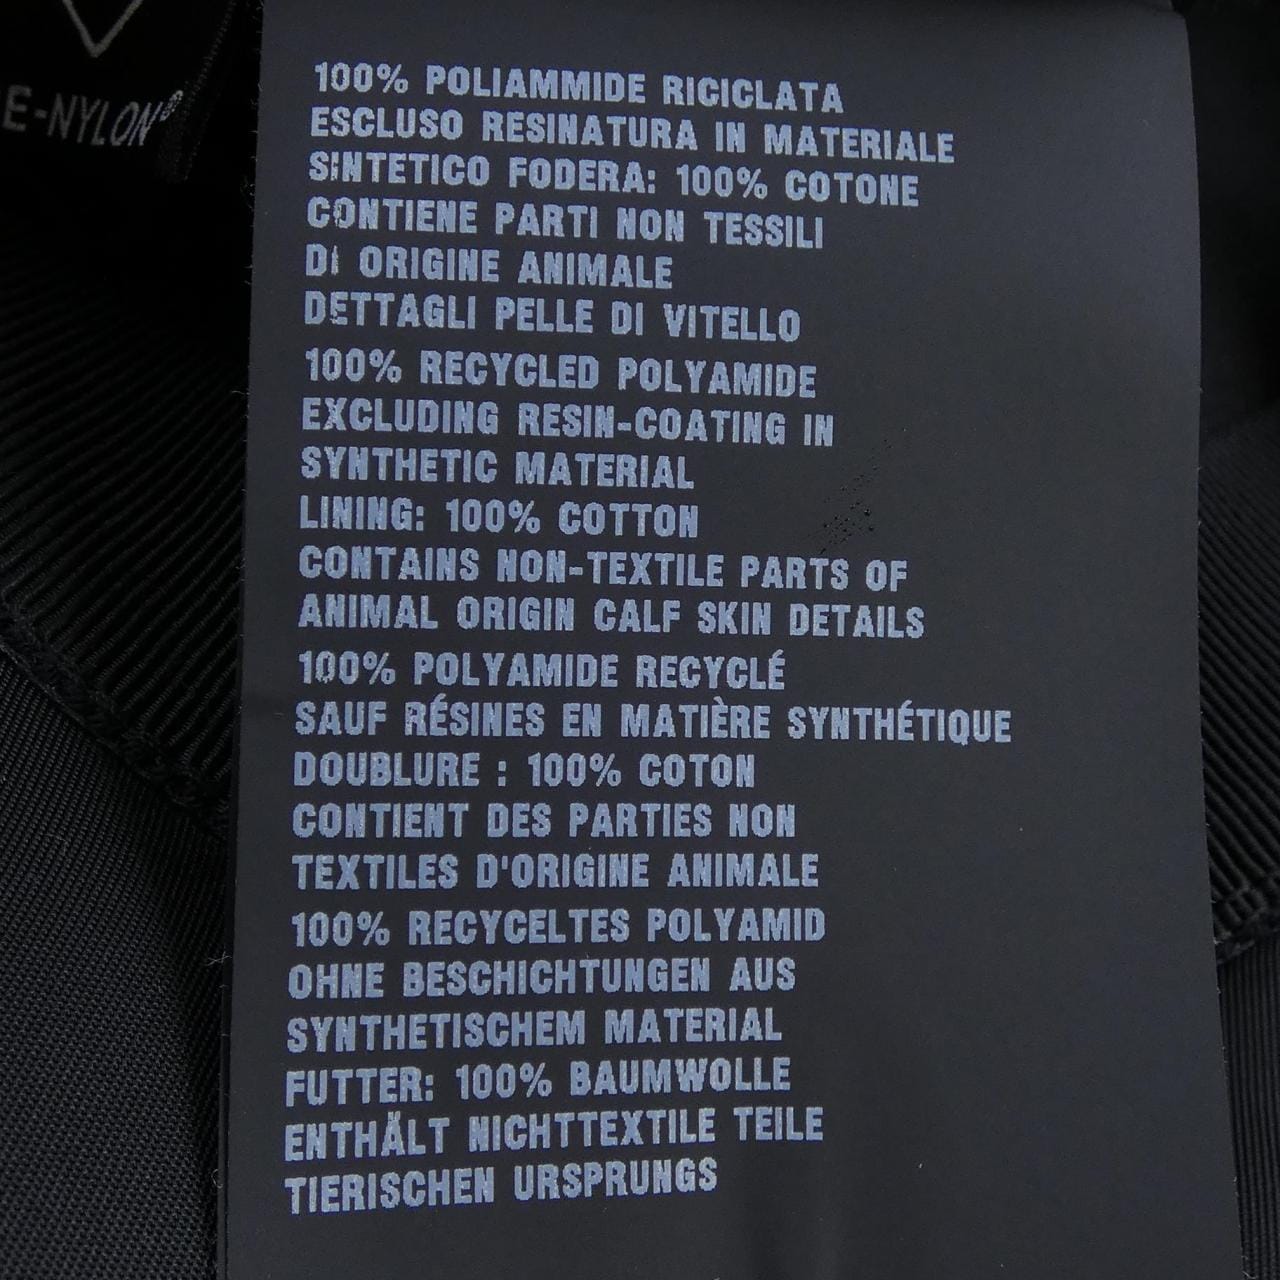 E-NYLON®
100% POLIAMMIDE RICICLATA
ESCLUSO RESINATURA IN MATERIALE
SINTETICO FODERA: 100% COTONE
CONTIENE PARTI NON TESSILI
DI ORIGINE ANIMALE
DETTAGLI PELLE DI VITELLO
100% RECYCLED POLYAMIDE
EXCLUDING RESIN-COATING IN
SYNTHETIC MATERIAL
LINING: 100% COTTON
CONTAINS NON-TEXTILE PARTS OF
ANIMAL ORIGIN CALF SKIN DETAILS
100% POLYAMIDE RECYCLÉ
SAUF RÉSINES EN MATIÈRE SYNTHÉTIQUE
DOUBLURE : 100% COTON
CONTIENT DES PARTIES NON
TEXTILES D'ORIGINE ANIMALE
100% RECYCELTES POLYAMID
OHNE BESCHICHTUNGEN AUS
SYNTHETISCHEM MATERIAL
FUTTER: 100% BAUMWOLLE
ENTHÄLT NICHTTEXTILE TEILE
TIERISCHEN URSPRUNGS